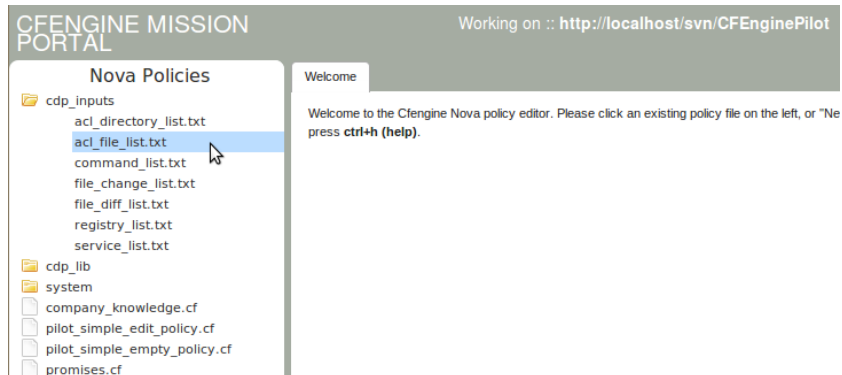 CFENGINE MISSION
PORTAL
Working on :: http://localhost/svn/CFEnginePilot
Nova Policies
Welcome
cdp_inputs
acl_directory_list.txt
acl_file_list.txt
command_list.txt
file_change_list.txt
file_diff_list.txt
registry_list.txt
service_list.txt
cdp_lib
system
company_knowledge.cf
pilot_simple_edit_policy.cf
pilot_simple_empty_policy.cf
promises.cf
Welcome to the Cfengine Nova policy editor. Please click an existing policy file on the left, or "Ne
press ctrl+h (help).